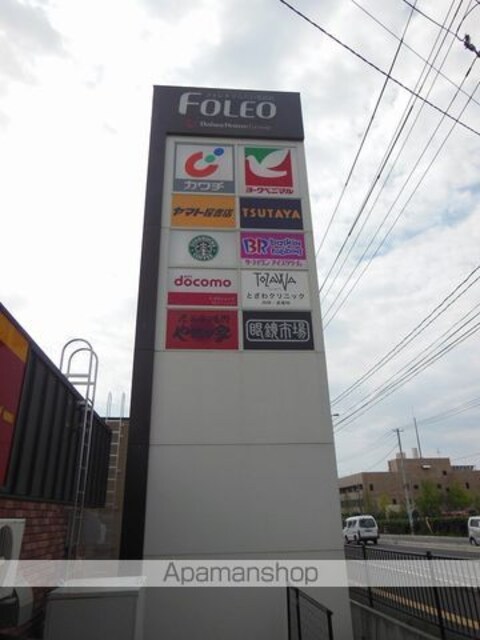 FOLEO
Daiwa House Group
カワチ
ヨークベニマル
ヤマト屋書店
TSUTAYA
BR baskin robbins
サーティワン アイスクリーム
docomo
TOZAWA
とざわクリニック
眼鏡市場
Apamanshop